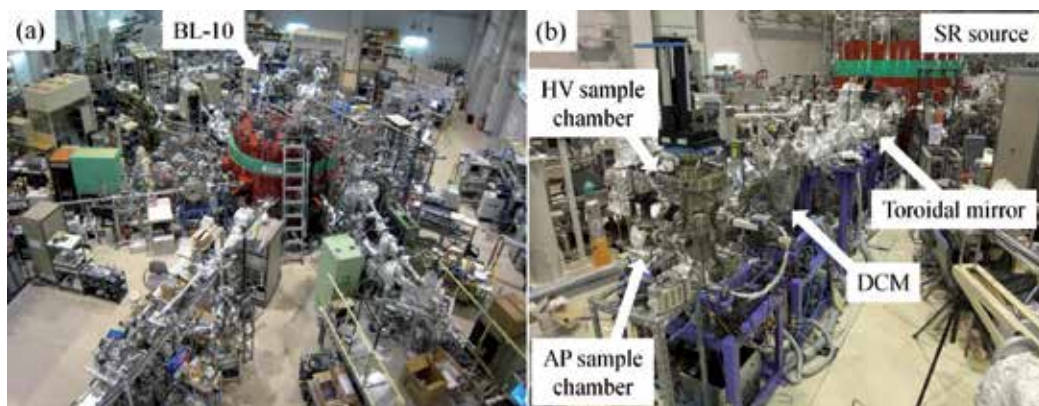 (a)
BL-10
(b)
SR source
HV sample
chamber
Toroidal mirror
DCM
AP sample
chamber